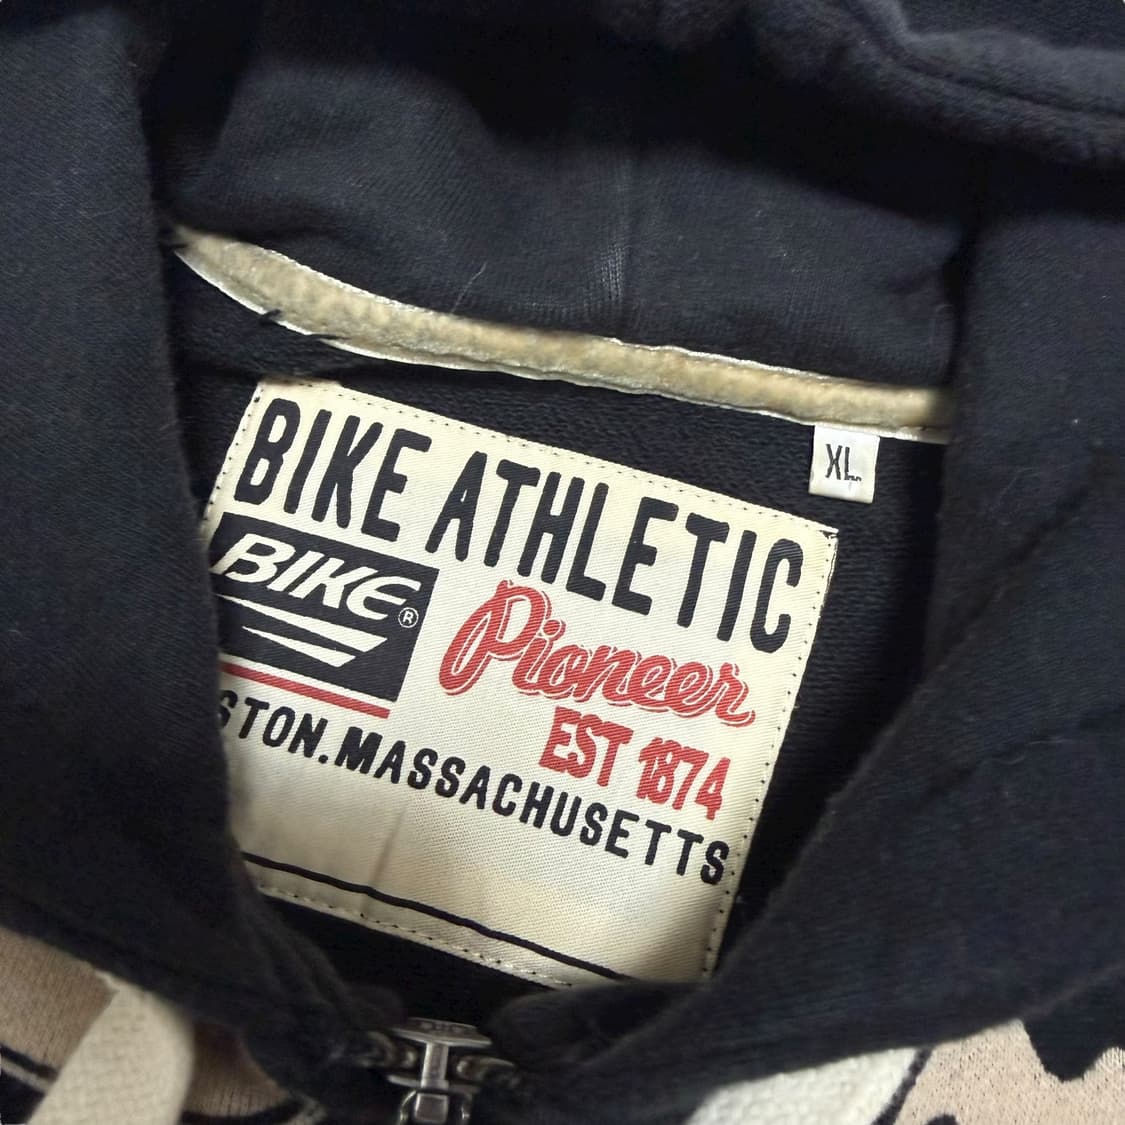 XL
BIKE ATHLETIC
BIKE®
Pioneer
EST 1874
STON.MASSACHUSETTS